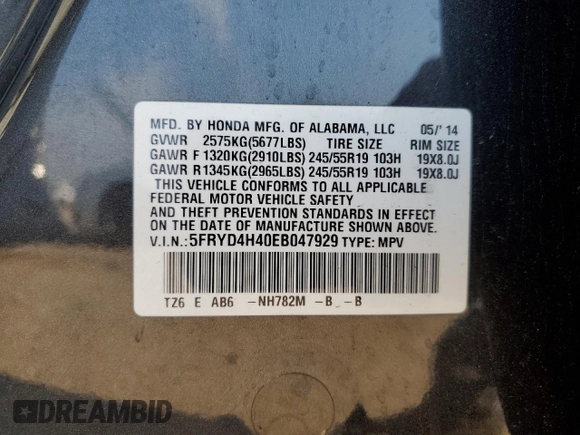 MFD. BY HONDA MFG. OF ALABAMA, LLC 05/' 14
GVWR 2575KG(5677LBS) TIRE SIZE RIM SIZE
GAWR F 1320KG(2910LBS) 245/55R19 103H 19X8.0J
GAWR R1345KG(2965LBS) 245/55R19 103H 19X8.0J
THIS VEHICLE CONFORMS TO ALL APPLICABLE
FEDERAL MOTOR VEHICLE SAFETY
AND THEFT PREVENTION STANDARDS IN EFFECT
ON THE DATE OF MANUFACTURE SHOWN ABOVE.
V.I.N.: 5FRYD4H40EB047929 TYPE: MPV
TZ6 E AB6 -NH782M -B -B
DREAMBID